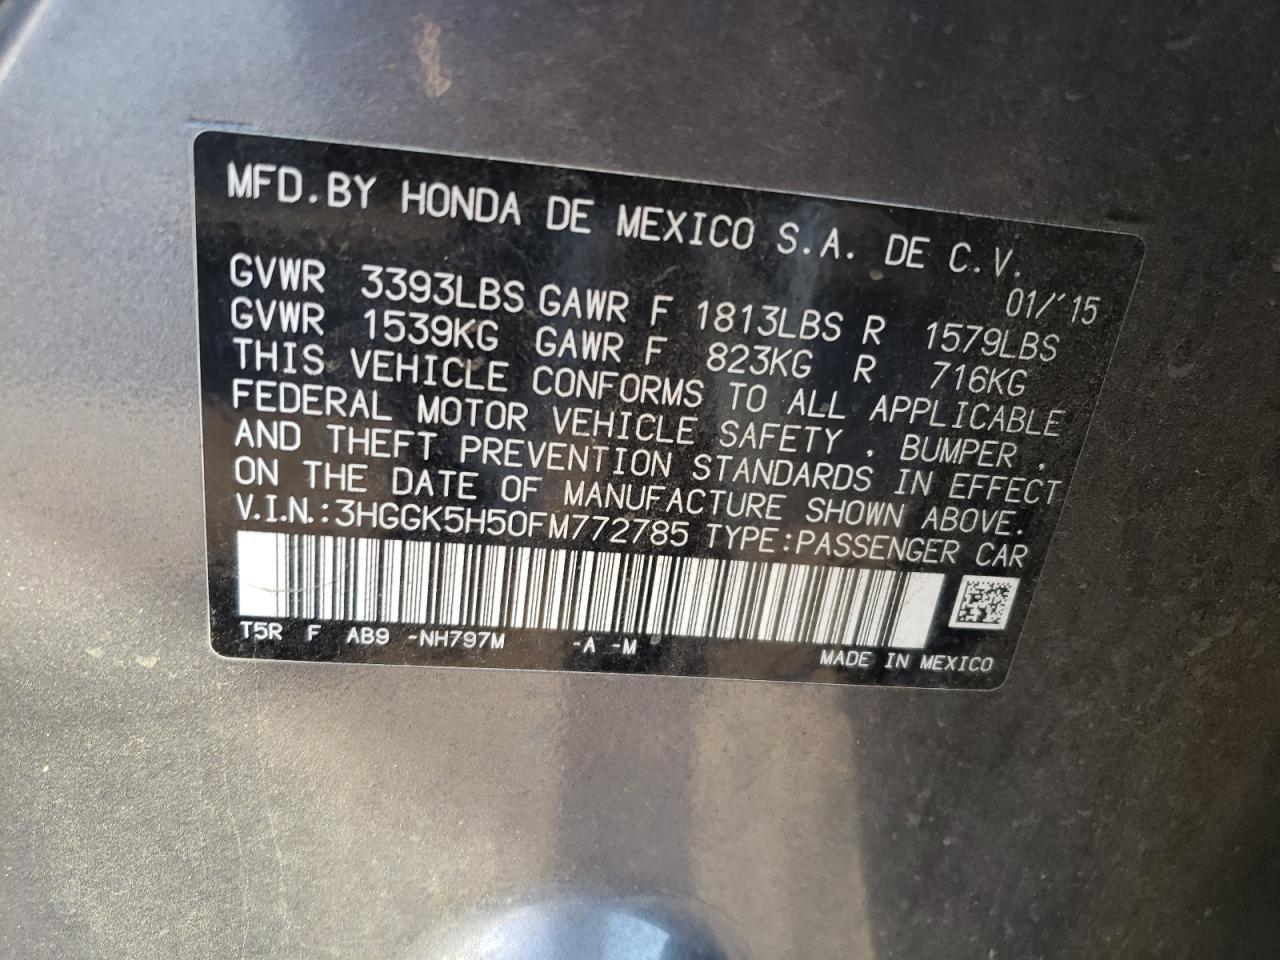 MFD.BY HONDA DE MEXICO S.A. DE C.V.
01/'15
GVWR 3393LBS GAWR F 1813LBS R 1579LBS
GVWR 1539KG GAWR F 823KG R 716KG
THIS VEHICLE CONFORMS TO ALL APPLICABLE
FEDERAL MOTOR VEHICLE SAFETY , BUMPER ,
AND THEFT PREVENTION STANDARDS IN EFFECT
ON THE DATE OF MANUFACTURE SHOWN ABOVE.
V.I.N.:3HGGK5H50FM772785 TYPE:PASSENGER CAR
T5R F AB9 -NH797M -A -M
MADE IN MEXICO